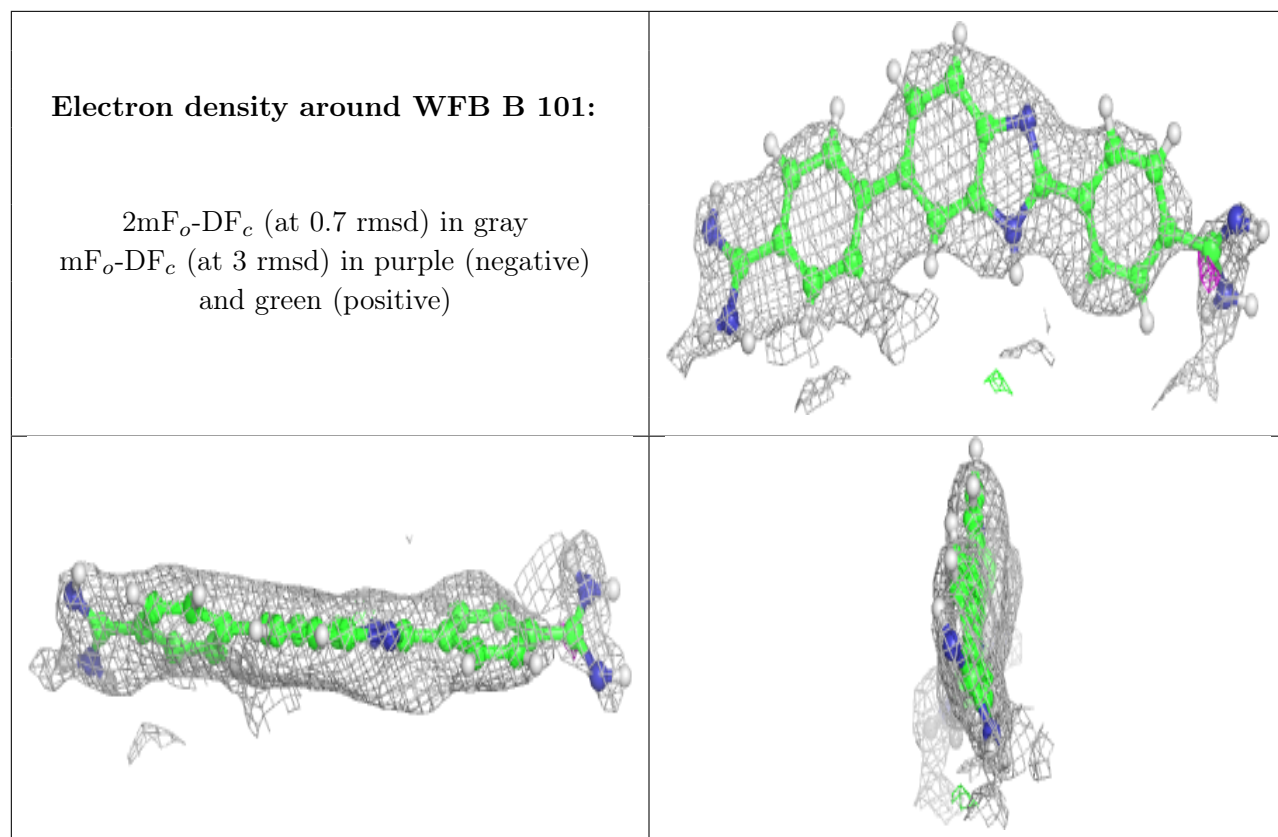 Electron density around WFB B 101:
2mFo-DFc (at 0.7 rmsd) in gray
mFo-DFc (at 3 rmsd) in purple (negative)
and green (positive)